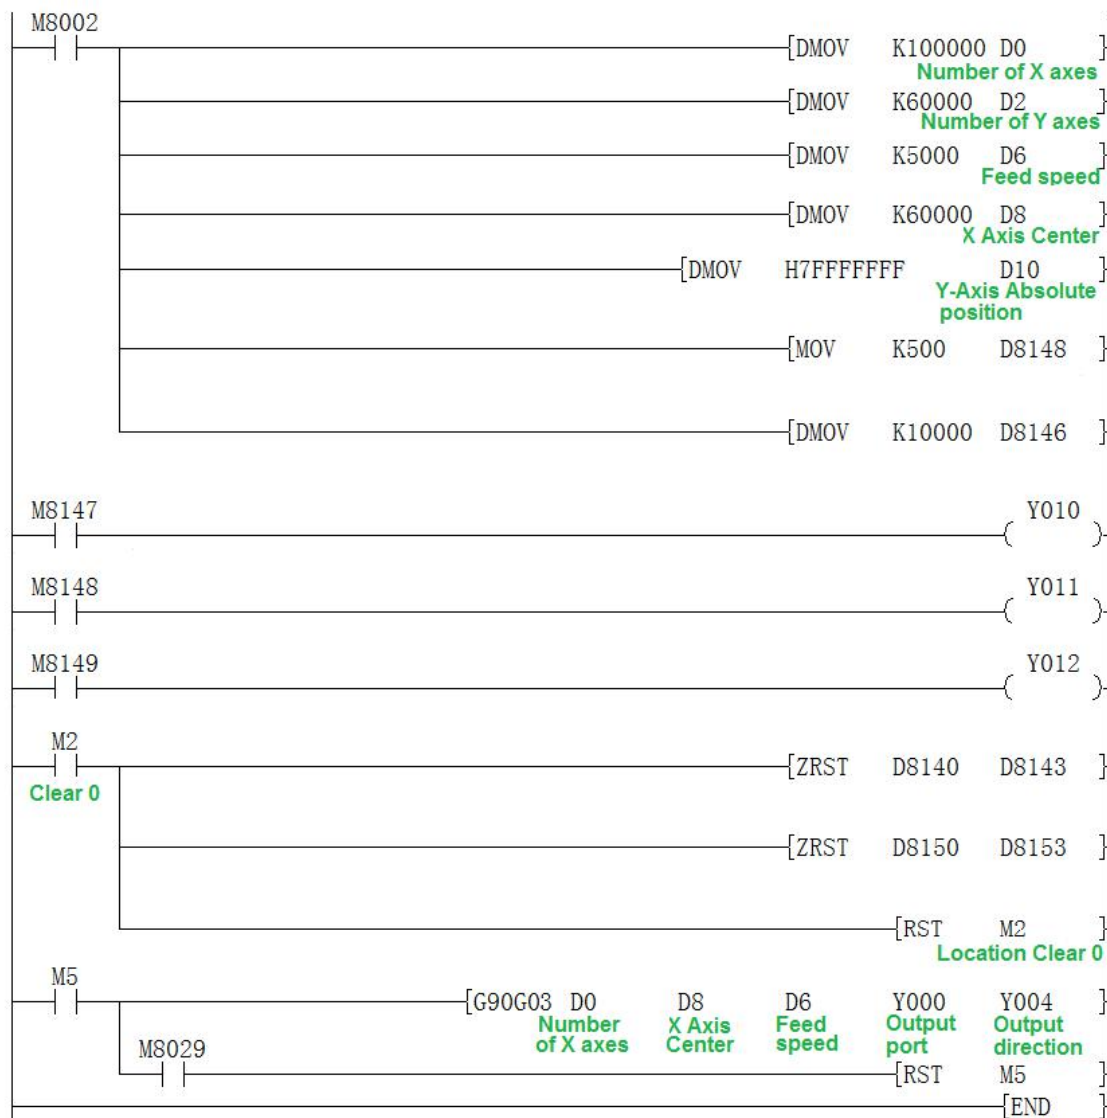 M8002
[DMOV K100000 D0 ]
Number of X axes
[DMOV K60000 D2 ]
Number of Y axes
[DMOV K5000 D6 ]
Feed speed
[DMOV K60000 D8 ]
X Axis Center
[DMOV H7FFFFFFF D10 ]
Y-Axis Absolute
position
[MOV K500 D8148 ]
[DMOV K10000 D8146 ]
M8147 Y010
M8148 Y011
M8149 Y012
M2
[ZRST D8140 D8143 ]
Clear 0
[ZRST D8150 D8153 ]
[RST M2 ]
Location Clear 0
M5
[G90G03 D0 D8 D6 Y000 Y004 ]
Number X Axis Feed Output Output
of X axes Center speed port direction
M8029
[RST M5 ]
[END ]